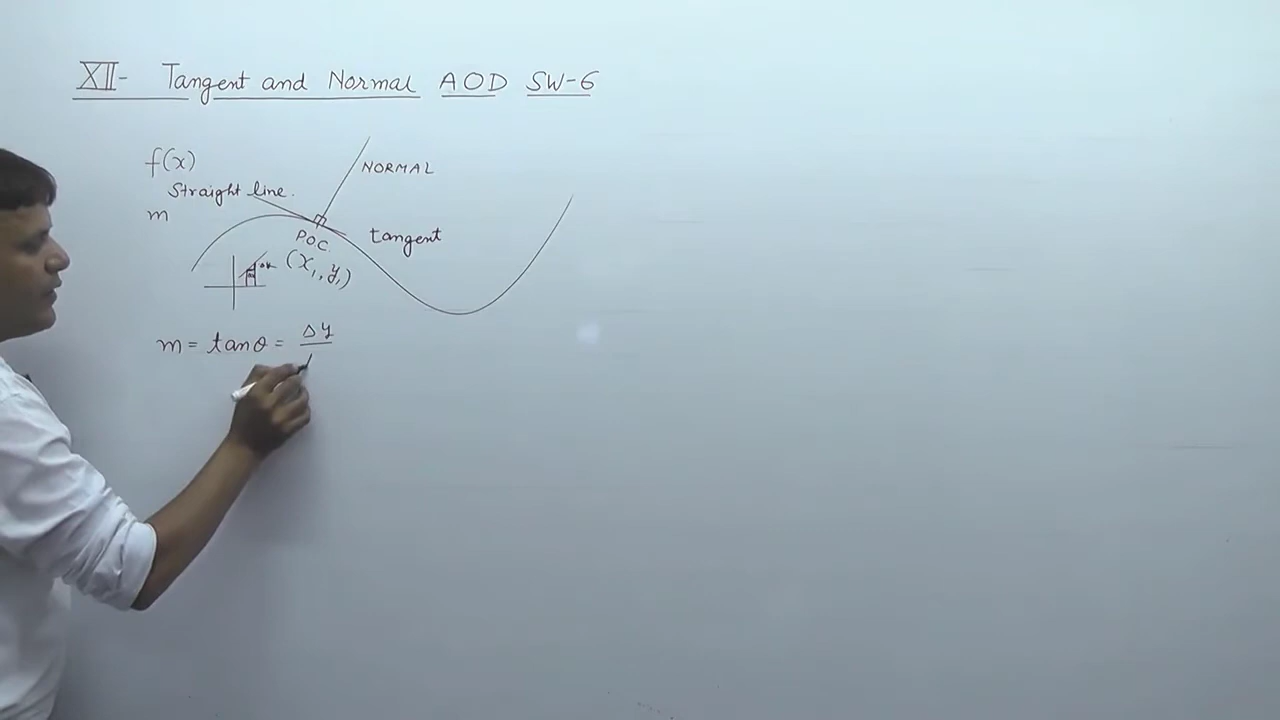 XII- Tangent and Normal AOD SW-6
f(x)
NORMAL
Straight line.
m
P.O.C.
tangent
(x₁, y₁)
m = tanθ = Δy